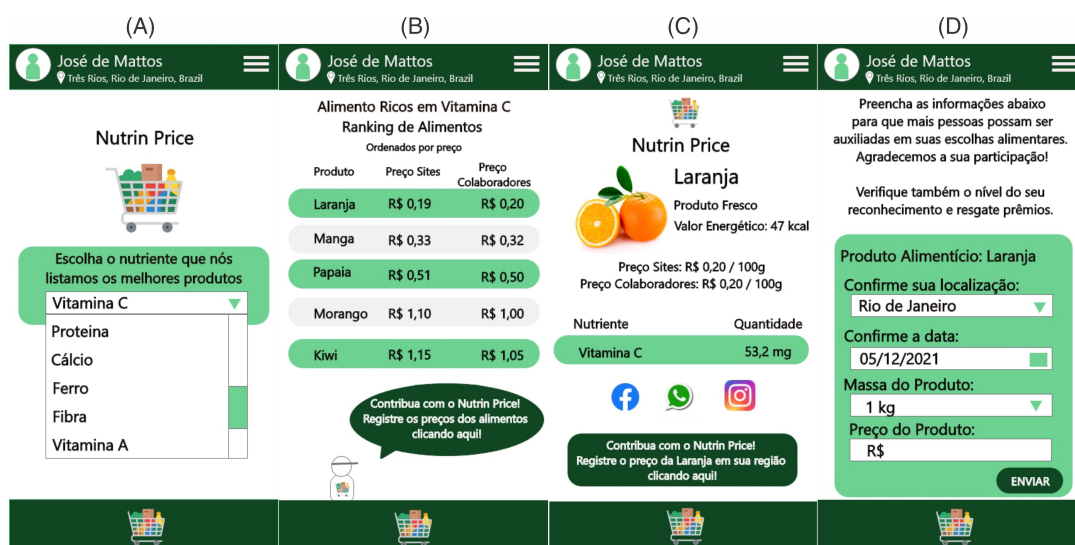 (A)
José de Mattos
Três Rios, Rio de Janeiro, Brazil
Nutrin Price
Escolha o nutriente que nós
listamos os melhores produtos
Vitamina C
Proteina
Cálcio
Ferro
Fibra
Vitamina A
(B)
José de Mattos
Três Rios, Rio de Janeiro, Brazil
Alimento Ricos em Vitamina C
Ranking de Alimentos
Ordenados por preço
Produto Preço Sites Preço
Colaboradores
Laranja R$ 0,19 R$ 0,20
Manga R$ 0,33 R$ 0,32
Papaia R$ 0,51 R$ 0,50
Morango R$ 1,10 R$ 1,00
Kiwi R$ 1,15 R$ 1,05
Contribua com o Nutrin Price!
Registre os preços dos alimentos
clicando aqui!
(C)
José de Mattos
Três Rios, Rio de Janeiro, Brazil
Nutrin Price
Laranja
Produto Fresco
Valor Energético: 47 kcal
Preço Sites: R$ 0,20 / 100g
Preço Colaboradores: R$ 0,20 / 100g
Nutriente Quantidade
Vitamina C 53,2 mg
Contribua com o Nutrin Price!
Registre o preço da Laranja em sua região
clicando aqui!
(D)
José de Mattos
Três Rios, Rio de Janeiro, Brazil
Preencha as informações abaixo
para que mais pessoas possam ser
auxiliadas em suas escolhas alimentares.
Agradecemos a sua participação!
Verifique também o nível do seu
reconhecimento e resgate prêmios.
Produto Alimentício: Laranja
Confirme sua localização:
Rio de Janeiro
Confirme a data:
05/12/2021
Massa do Produto:
1 kg
Preço do Produto:
R$
ENVIAR